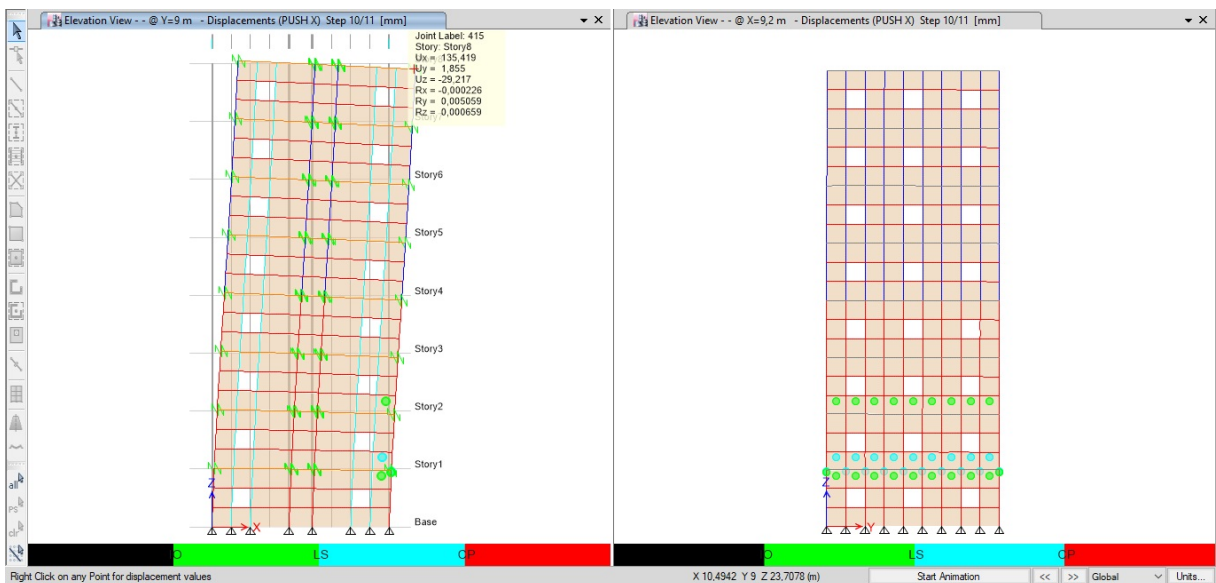 Elevation View - - @ Y=9 m - Displacements (PUSH X) Step 10/11 [mm]
Elevation View - - @ X=9,2 m - Displacements (PUSH X) Step 10/11 [mm]
Joint Label: 415
Story: Story8
Ux = 135,419
Uy = 1,855
Uz = -29,217
Rx = -0,000226
Ry = 0,005059
Rz = 0,000659
Story6
Story5
Story4
Story3
Story2
Story1
Base
Z
X
Z
Y
all
PS
clr
IO
LS
CP
IO
LS
CP
Right Click on any Point for displacement values
X 10,4942 Y 9 Z 23,7078 (m)
Start Animation
<<
>>
Global
Units...